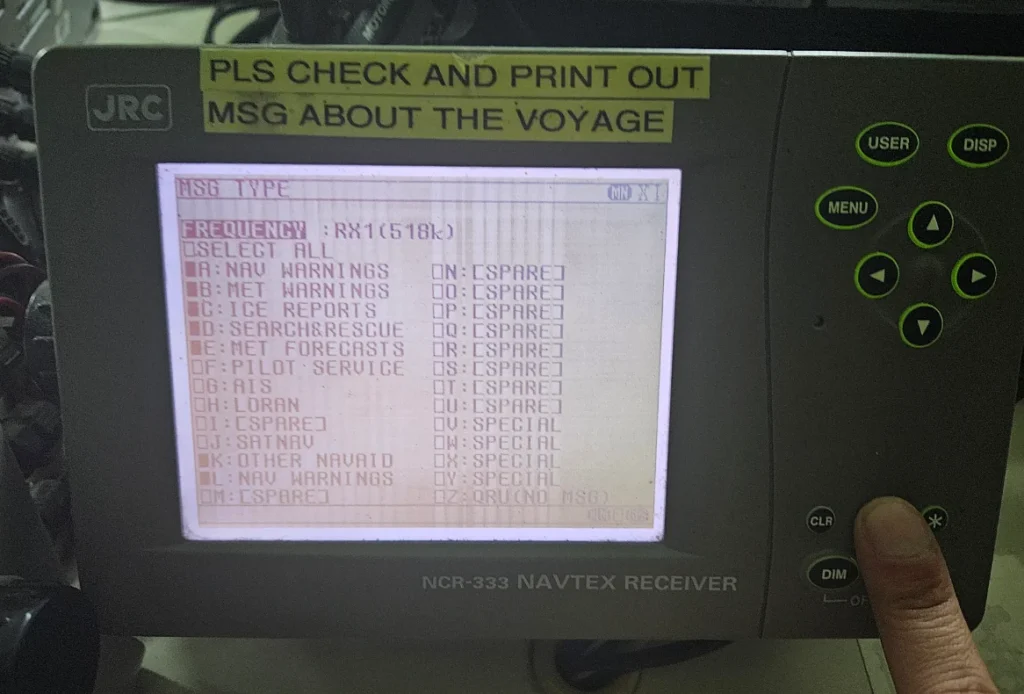 PLS CHECK AND PRINT OUT
MSG ABOUT THE VOYAGE
JRC
MSG TYPE MN
FREQUENCY :RX1(518k)
SELECT ALL
A:NAV WARNINGS N:[SPARE]
B:MET WARNINGS O:[SPARE]
C:ICE REPORTS P:[SPARE]
D:SEARCH&RESCUE Q:[SPARE]
E:MET FORECASTS R:[SPARE]
F:PILOT SERVICE S:[SPARE]
G:AIS T:[SPARE]
H:LORAN U:[SPARE]
I:[SPARE] V:SPECIAL
J:SATNAV W:SPECIAL
K:OTHER NAVAID X:SPECIAL
L:NAV WARNINGS Y:SPECIAL
M:[SPARE] Z:QRU(NO MSG)
NCR-333 NAVTEX RECEIVER
USER
DISP
MENU
CLR
DIM